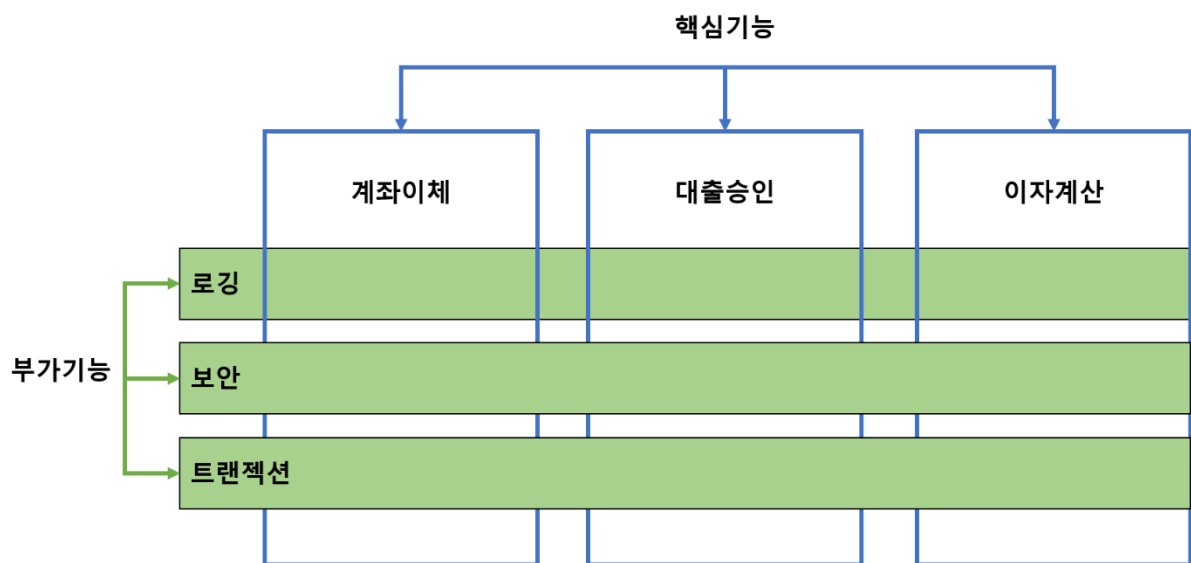 핵심기능
계좌이체
대출승인
이자계산
로깅
부가기능
보안
트랜젝션